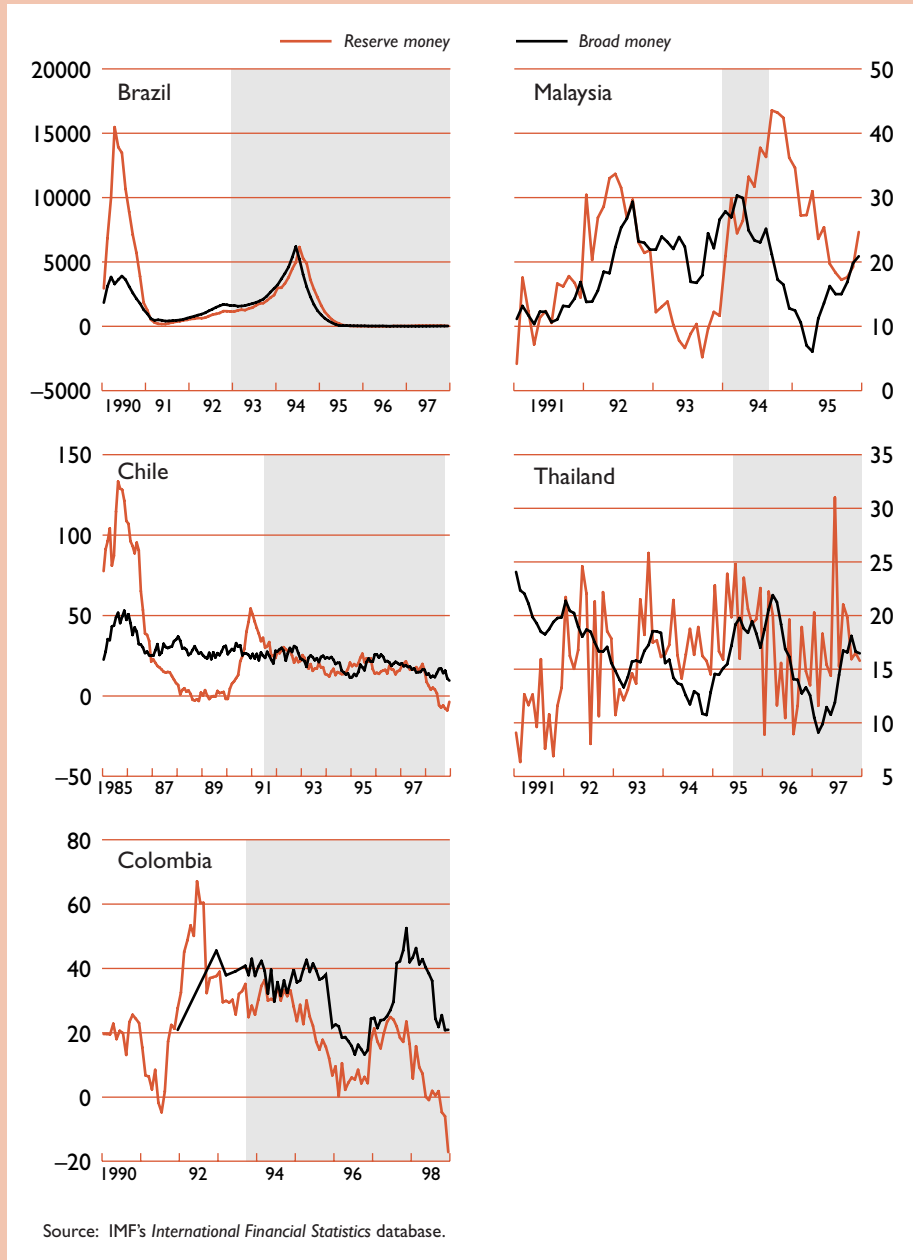 Reserve money
Broad money
Brazil
20000
15000
10000
5000
0
–5000
1990 91 92 93 94 95 96 97
Malaysia
50
40
30
20
10
0
1991 92 93 94 95
Chile
150
100
50
0
–50
1985 87 89 91 93 95 97
Thailand
35
30
25
20
15
10
5
1991 92 93 94 95 96 97
Colombia
80
60
40
20
0
–20
1990 92 94 96 98
Source: IMF's International Financial Statistics database.